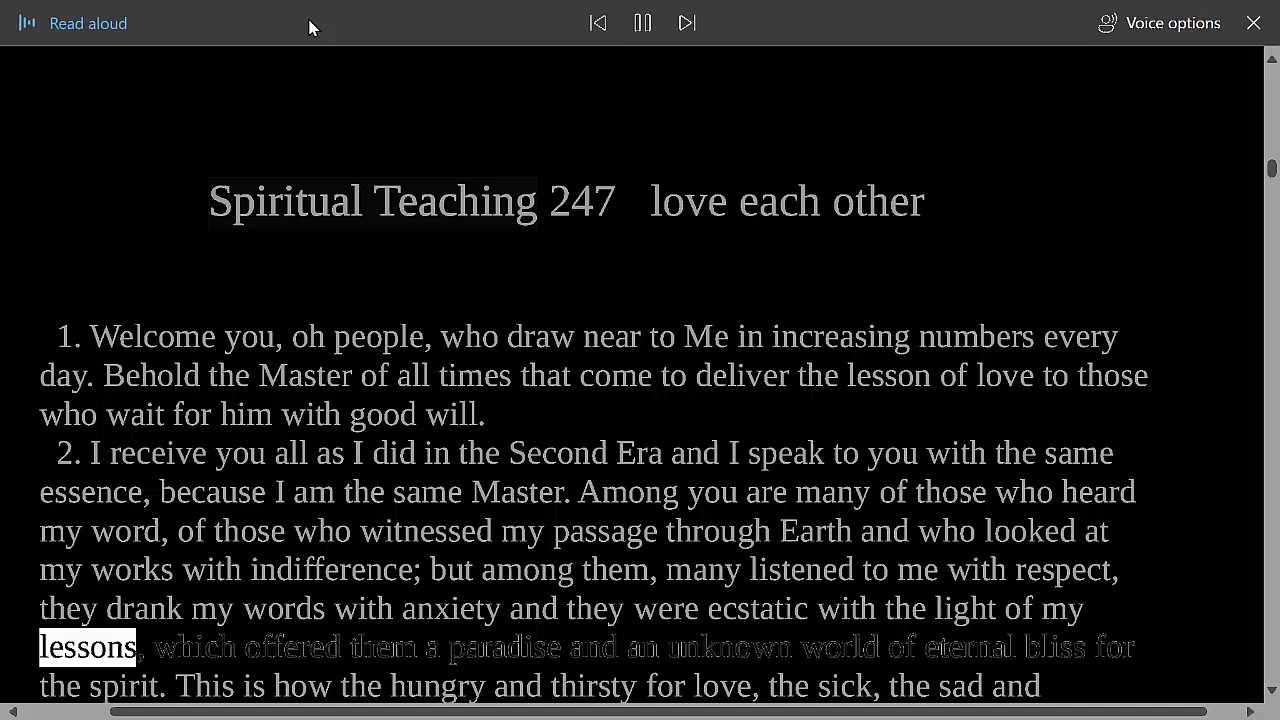 Read aloud
Voice options
Spiritual Teaching 247 love each other
1. Welcome you, oh people, who draw near to Me in increasing numbers every
day. Behold the Master of all times that come to deliver the lesson of love to those
who wait for him with good will.
2. I receive you all as I did in the Second Era and I speak to you with the same
essence, because I am the same Master. Among you are many of those who heard
my word, of those who witnessed my passage through Earth and who looked at
my works with indifference; but among them, many listened to me with respect,
they drank my words with anxiety and they were ecstatic with the light of my
lessons, which offered them a paradise and an unknown world of eternal bliss for
the spirit. This is how the hungry and thirsty for love, the sick, the sad and